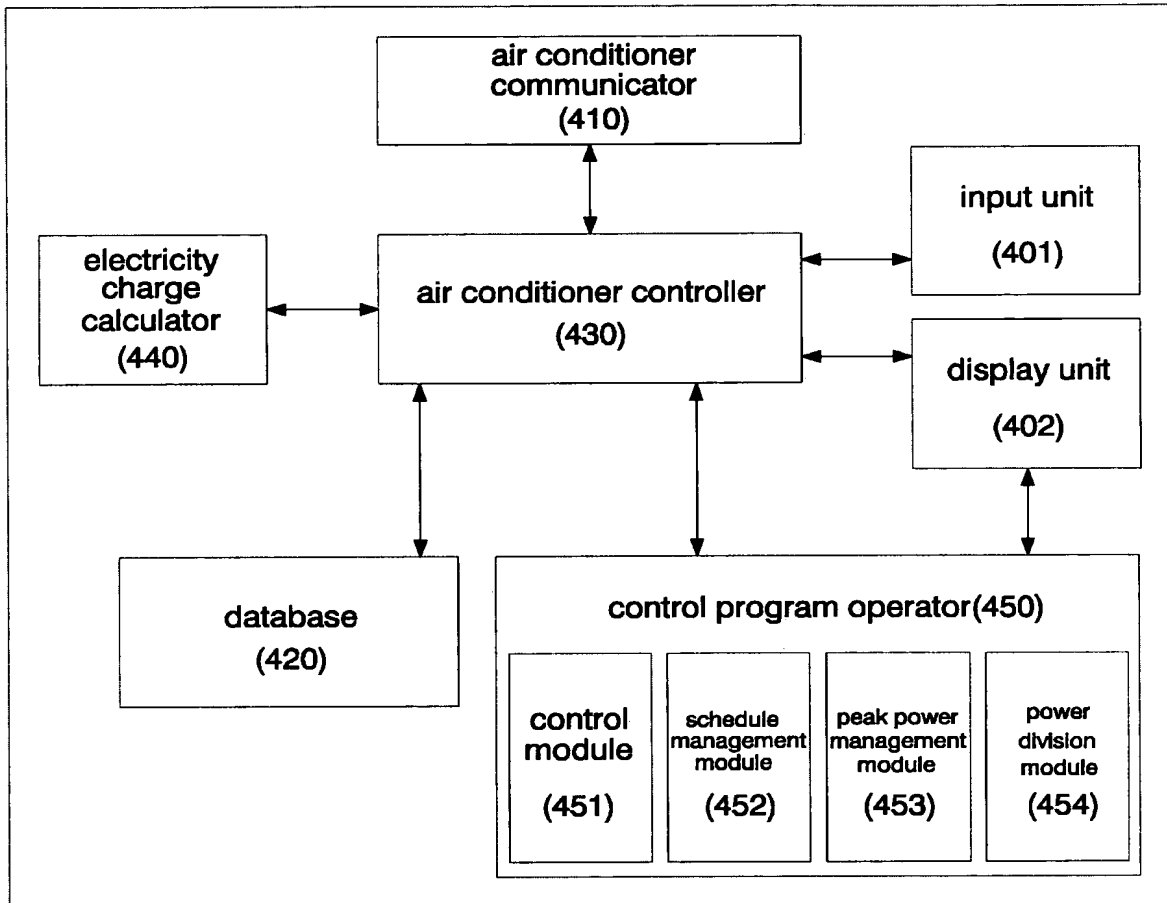 air conditioner
communicator
(410)
input unit
(401)
electricity
charge
calculator
(440)
air conditioner controller
(430)
display unit
(402)
database
(420)
control program operator(450)
control
module
(451)
schedule
management
module
(452)
peak power
management
module
(453)
power
division
module
(454)